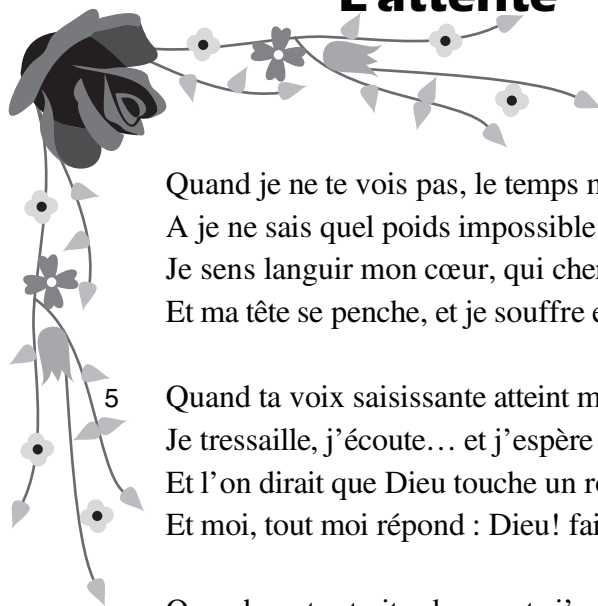 L'attente
Quand je ne te vois pas, le temps
A je ne sais quel poids impossible
Je sens languir mon cœur, qui
Et ma tête se penche, et je souffre
5 Quand ta voix saisissante atteint
Je tressaille, j’écoute… et j’espère
Et l’on dirait que Dieu touche un
Et moi, tout moi répond : Dieu!